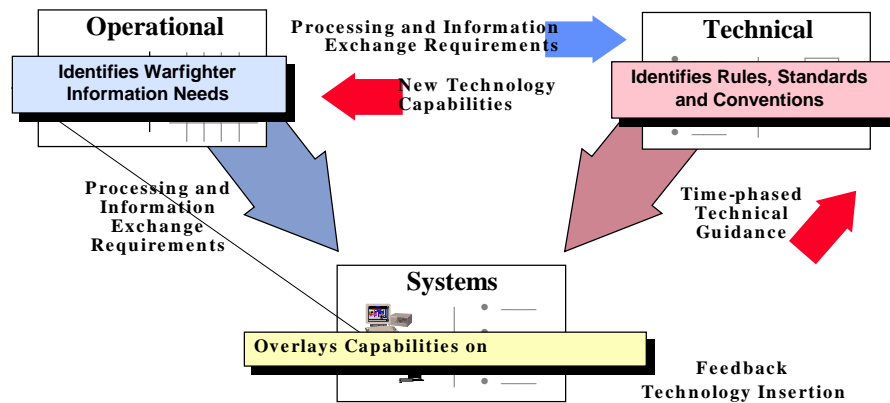 Operational
Identifies Warfighter
Information Needs
Processing and Information
Exchange Requirements
New Technology
Capabilities
Technical
Identifies Rules, Standards
and Conventions
Processing and
Information
Exchange
Requirements
Time-phased
Technical
Guidance
Systems
Overlays Capabilities on
Feedback
Technology Insertion